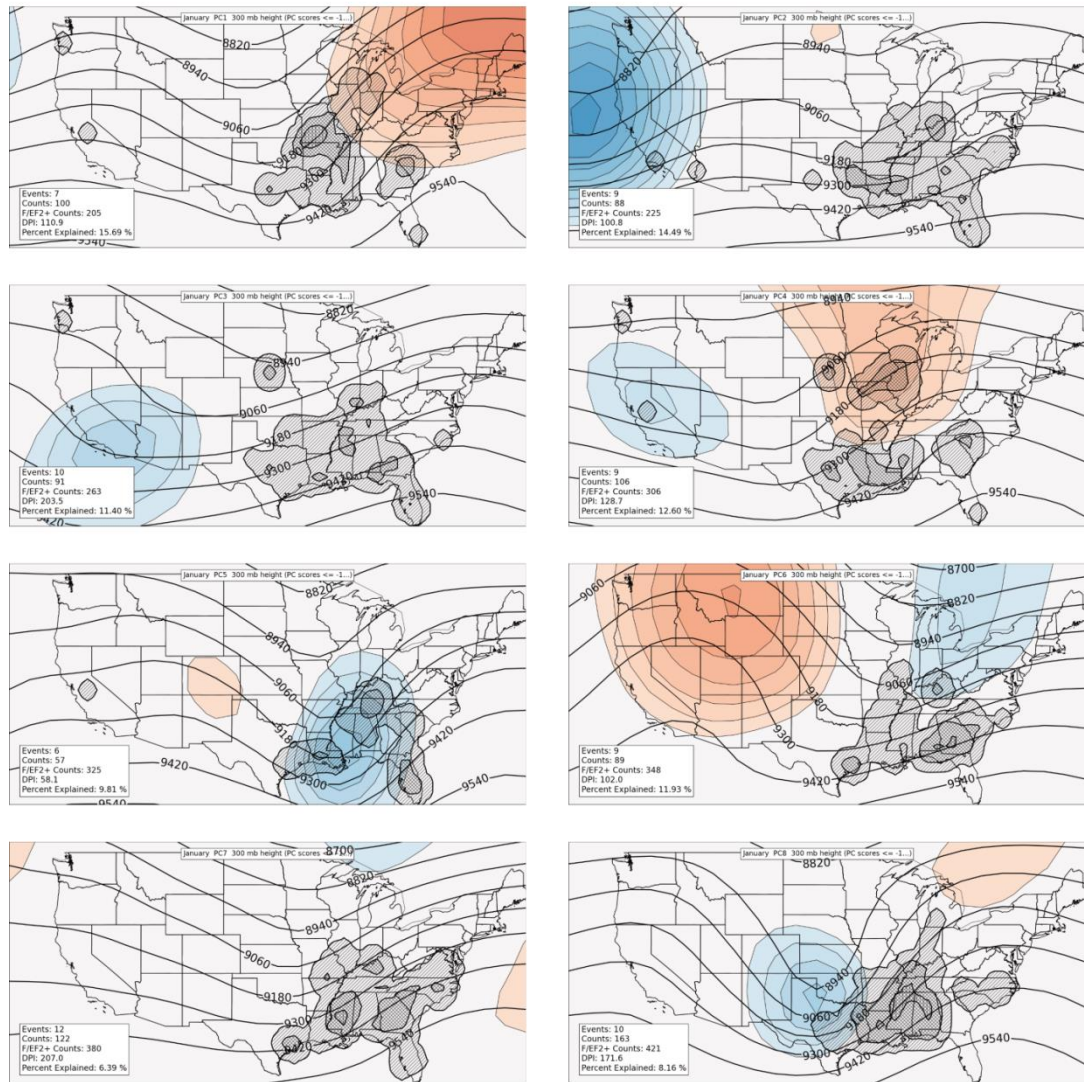 January PC1 300 mb height (PC scores <= -1...)
8820
8940
9060
9180
9300
9420
9540
9540
Events: 7
Counts: 100
F/EF2+ Counts: 205
DPI: 110.9
Percent Explained: 15.69 %
January PC2 300 mb height (PC scores <= -1...)
8820
8940
9060
9180
9300
9420
9540
Events: 9
Counts: 88
F/EF2+ Counts: 225
DPI: 100.8
Percent Explained: 14.49 %
January PC3 300 mb height (PC scores <= -1...)
8820
8940
9060
9180
9300
9420
9540
9420
Events: 10
Counts: 91
F/EF2+ Counts: 263
DPI: 203.5
Percent Explained: 11.40 %
January PC4 300 mb height (PC scores <= -1...)
8940
9060
9180
9300
9420
9540
Events: 9
Counts: 106
F/EF2+ Counts: 306
DPI: 128.7
Percent Explained: 12.60 %
January PC5 300 mb height (PC scores <= -1...)
8820
8940
9060
9180
9300
9420
9420
9540
9540
Events: 6
Counts: 57
F/EF2+ Counts: 325
DPI: 58.1
Percent Explained: 9.81 %
January PC6 300 mb height (PC scores <= -1...)
8700
8820
8940
9060
9060
9180
9300
9420
9540
Events: 9
Counts: 89
F/EF2+ Counts: 348
DPI: 102.0
Percent Explained: 11.93 %
January PC7 300 mb height (PC scores <= -1...)
8700
8820
8940
9060
9180
9300
9420
9540
Events: 12
Counts: 122
F/EF2+ Counts: 380
DPI: 207.0
Percent Explained: 6.39 %
January PC8 300 mb height (PC scores <= -1...)
8820
8940
9060
9180
9300
9420
9540
Events: 10
Counts: 163
F/EF2+ Counts: 421
DPI: 171.6
Percent Explained: 8.16 %